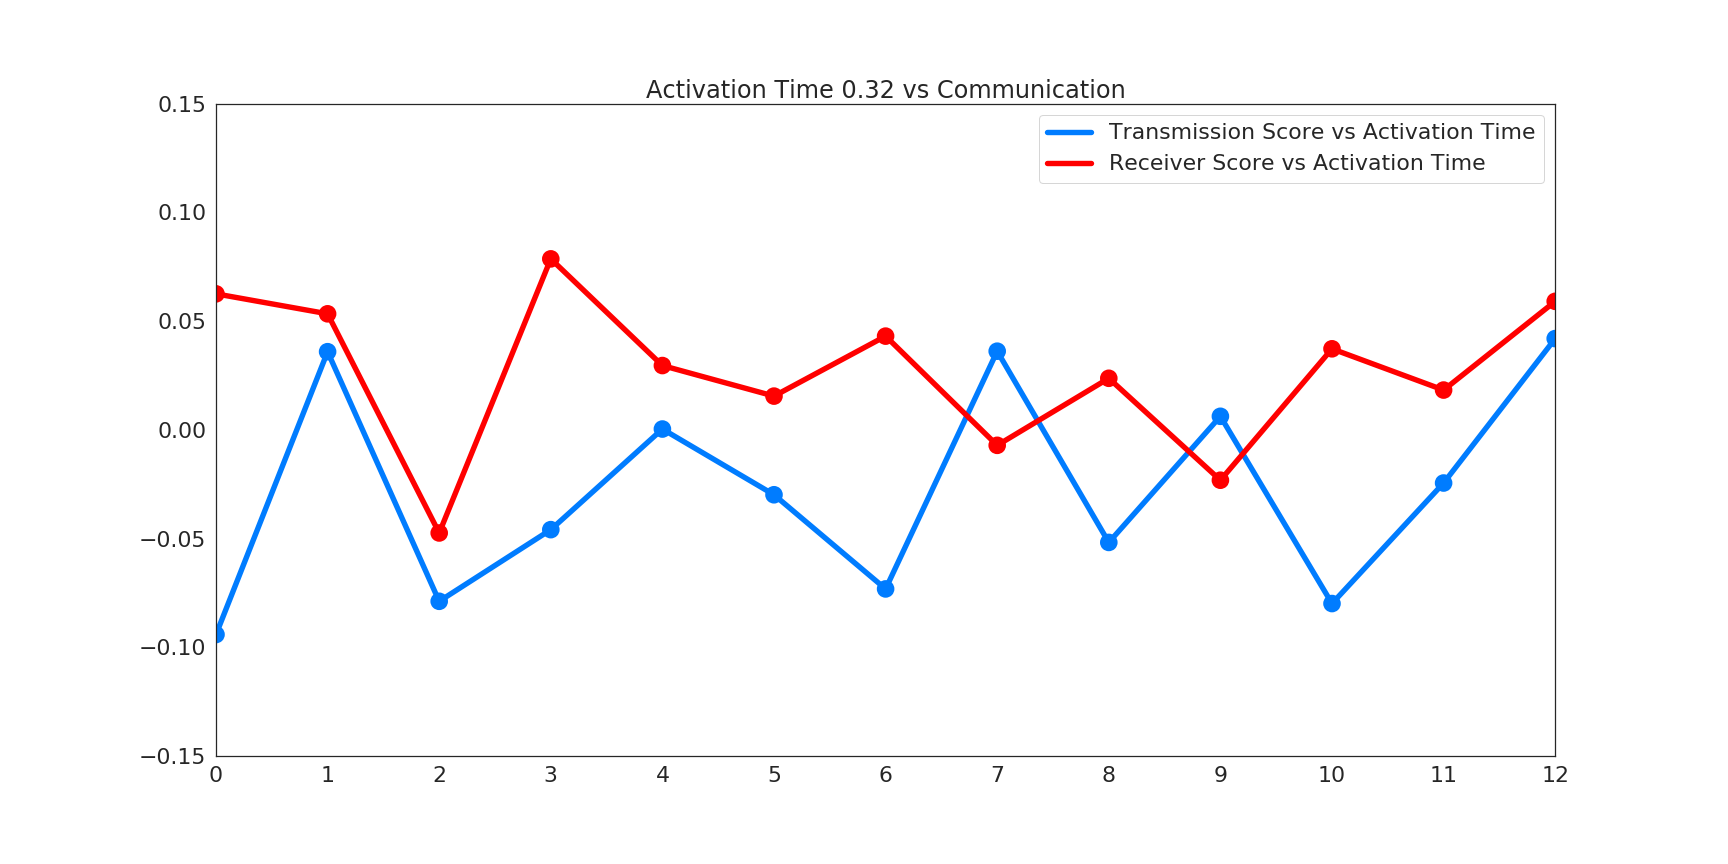 Activation Time 0.32 vs Communication
Transmission Score vs Activation Time
Receiver Score vs Activation Time
0.15
0.10
0.05
0.00
−0.05
−0.10
−0.15
0 1 2 3 4 5 6 7 8 9 10 11 12